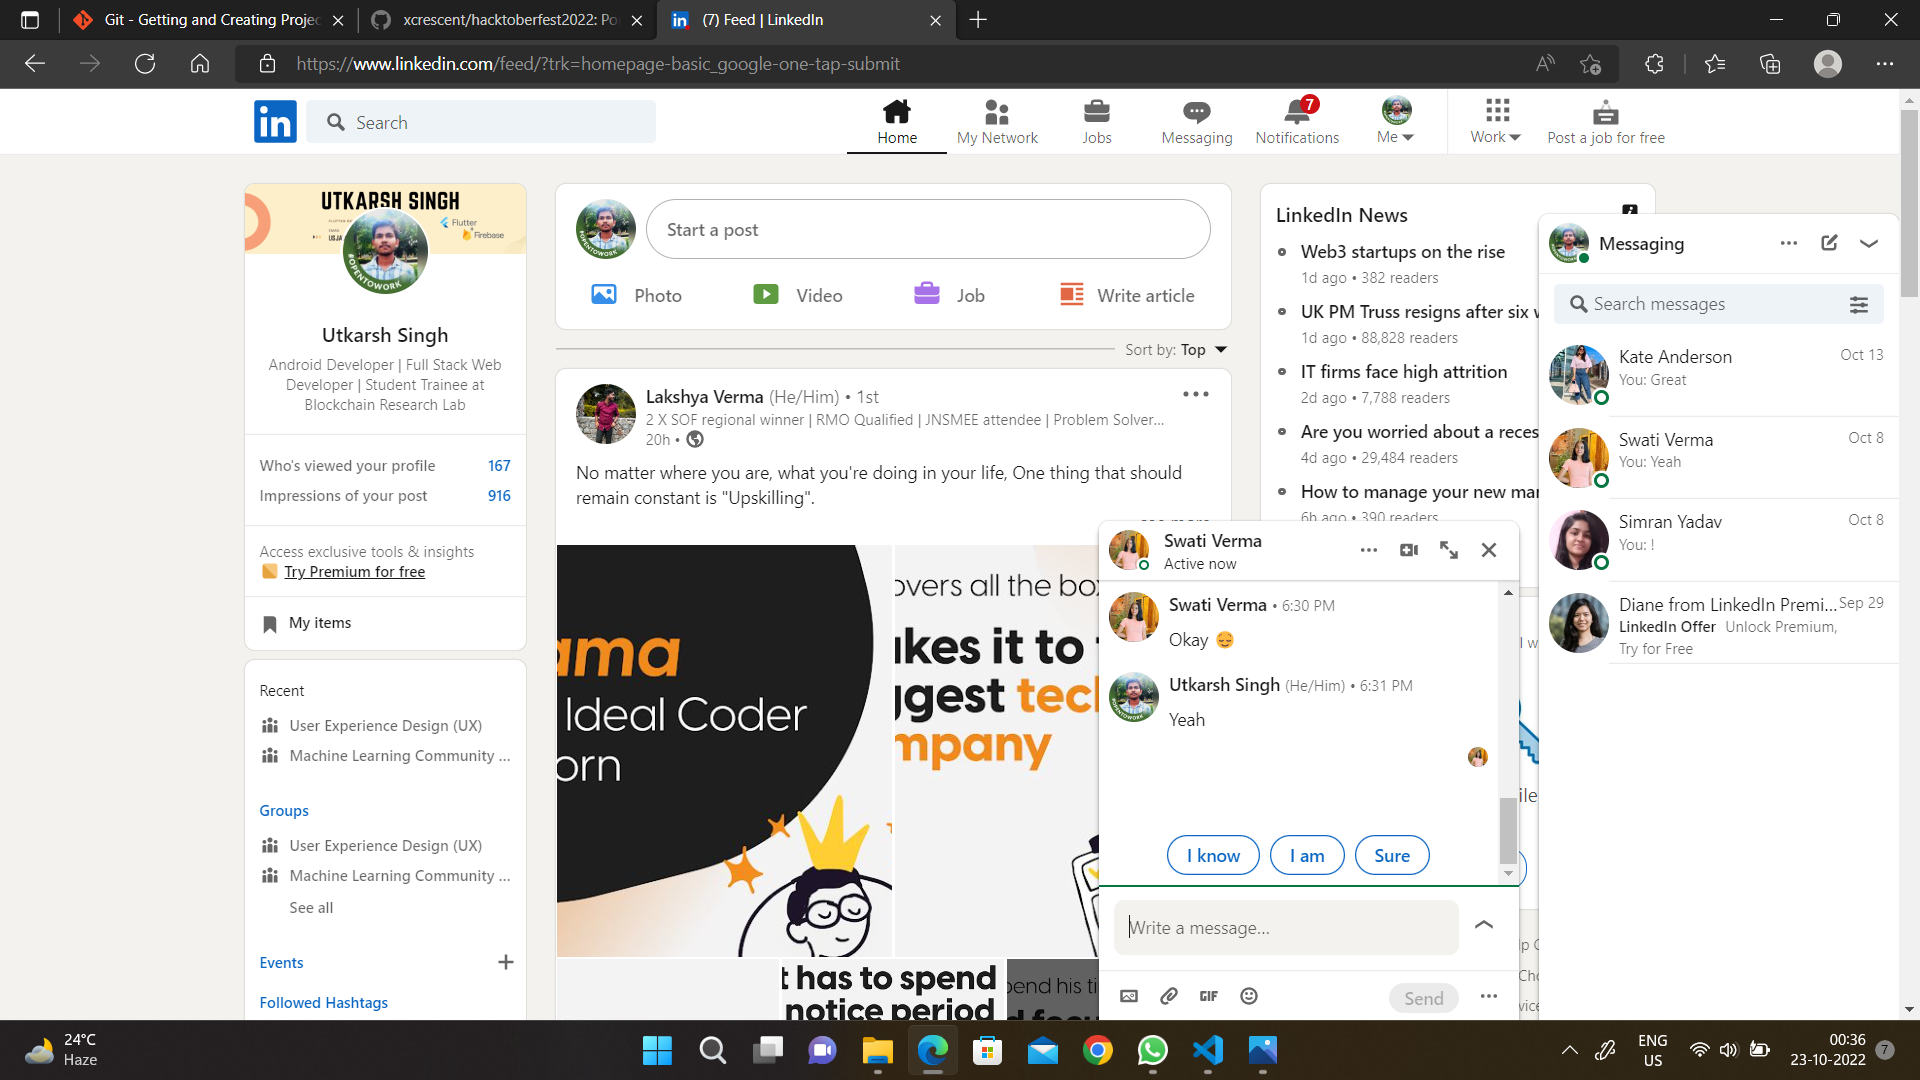 Git - Getting and Creating Projec
xcrescent/hacktoberfest2022: Po
(7) Feed | LinkedIn
https://www.linkedin.com/feed/?trk=homepage-basic_google-one-tap-submit
in
Search
Home
My Network
Jobs
Messaging
7
Notifications
Me
Work
Post a job for free
UTKARSH SINGH
Flutter
Firebase
#OPENTOWORK
Utkarsh Singh
Android Developer | Full Stack Web
Developer | Student Trainee at
Blockchain Research Lab
Who's viewed your profile 167
Impressions of your post 916
Access exclusive tools & insights
Try Premium for free
My items
Recent
User Experience Design (UX)
Machine Learning Community ...
Groups
User Experience Design (UX)
Machine Learning Community ...
See all
Events
Followed Hashtags
Start a post
Photo
Video
Job
Write article
Sort by: Top
Lakshya Verma (He/Him) • 1st
2 X SOF regional winner | RMO Qualified | JNSMEE attendee | Problem Solver...
20h •
No matter where you are, what you're doing in your life, One thing that should
remain constant is "Upskilling".
ama
Ideal Coder
orn
overs all the bo
kes it to
ggest tec
mpany
t has to spend
notice period
end his ti
LinkedIn News
Web3 startups on the rise
1d ago • 382 readers
UK PM Truss resigns after six
1d ago • 88,828 readers
IT firms face high attrition
2d ago • 7,788 readers
Are you worried about a reces
4d ago • 29,484 readers
How to manage your new ma
6h ago • 390 readers
Swati Verma
Active now
Swati Verma • 6:30 PM
Okay 😌
Utkarsh Singh (He/Him) • 6:31 PM
Yeah
I know
I am
Sure
Write a message...
GIF
Send
Messaging
Search messages
Kate Anderson Oct 13
You: Great
Swati Verma Oct 8
You: Yeah
Simran Yadav Oct 8
You: !
Diane from LinkedIn Premi... Sep 29
LinkedIn Offer Unlock Premium,
Try for Free
24°C
Haze
ENG
US
00:36
23-10-2022
7